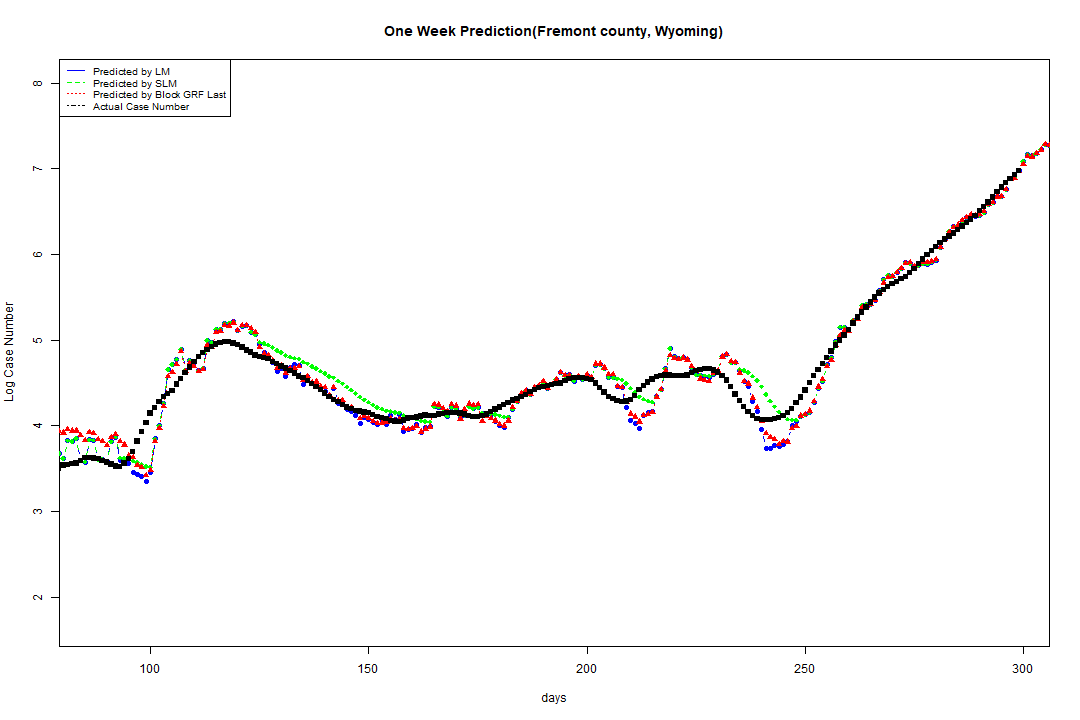 One Week Prediction(Fremont county, Wyoming)
Predicted by LM
Predicted by SLM
Predicted by Block GRF Last
Actual Case Number
Log Case Number
8
7
6
5
4
3
2
100 150 200 250 300
days